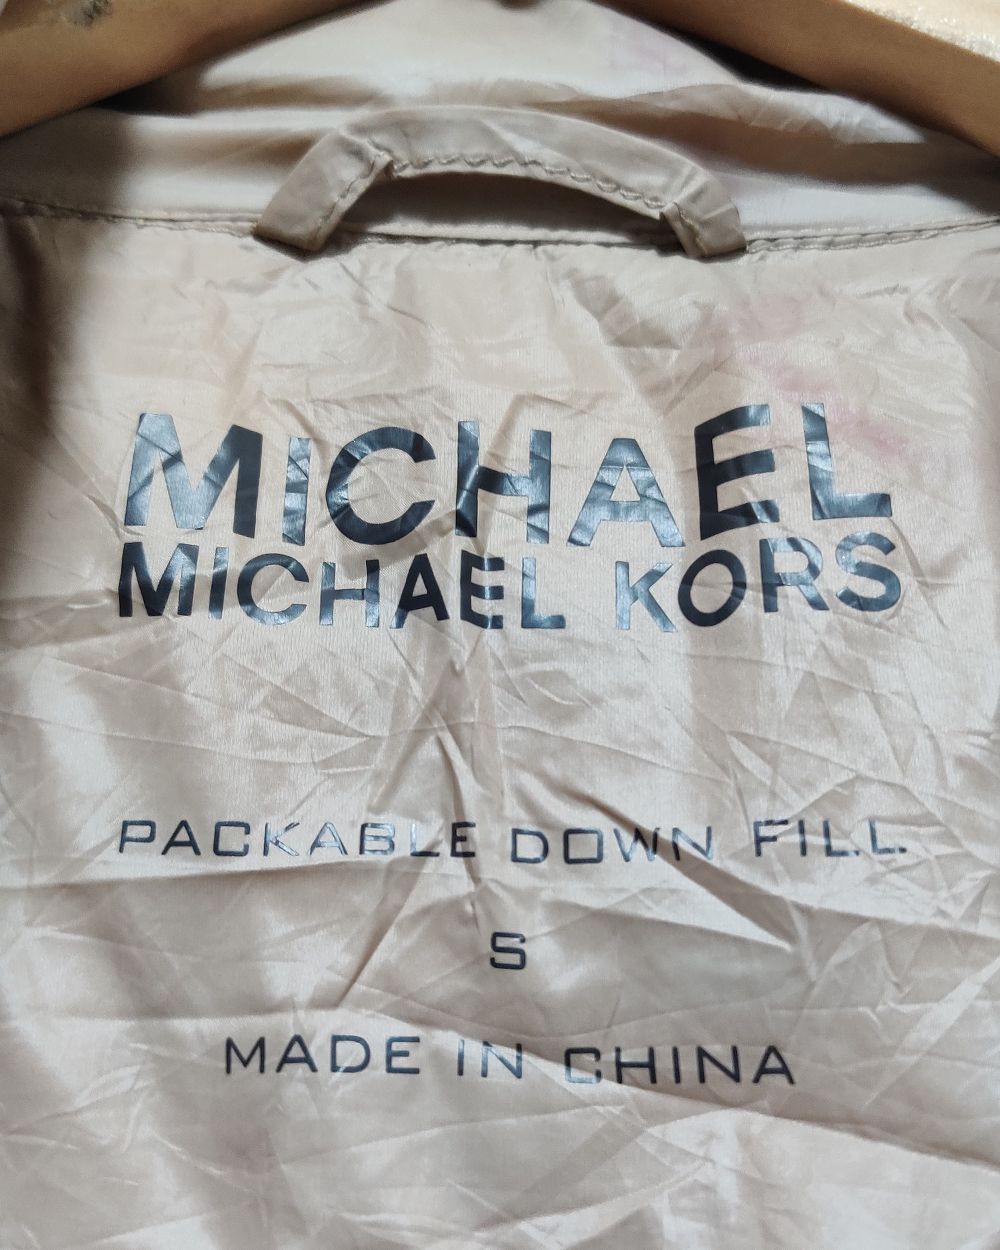 MICHAEL
MICHAEL KORS
PACKABLE DOWN FILL
S
MADE IN CHINA